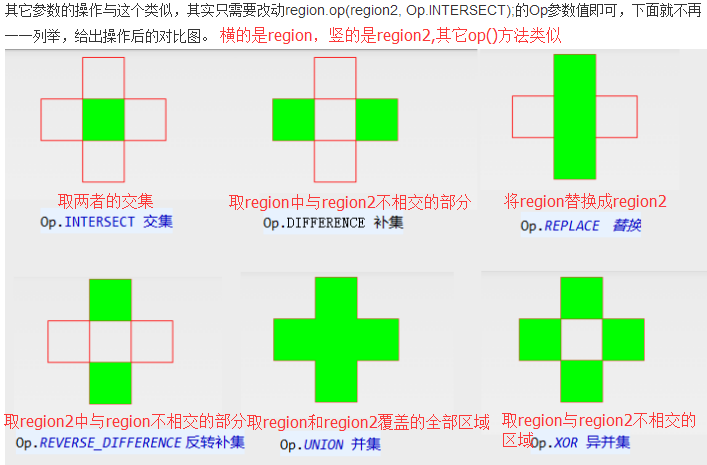 其它参数的操作与这个类似，其实只需要改动region.op(region2, Op.INTERSECT);的Op参数值即可，下面就不再
一一列举，给出操作后的对比图。 横的是region，竖的是region2,其它op()方法类似
取两者的交集
Op.INTERSECT 交集
取region中与region2不相交的部分
Op.DIFFERENCE 补集
将region替换成region2
Op.REPLACE 替换
取region2中与region不相交的部分
Op.REVERSE_DIFFERENCE 反转补集
取region和region2覆盖的全部区域
Op.UNION 并集
取region与region2不相交的
区域
Op.XOR 异并集